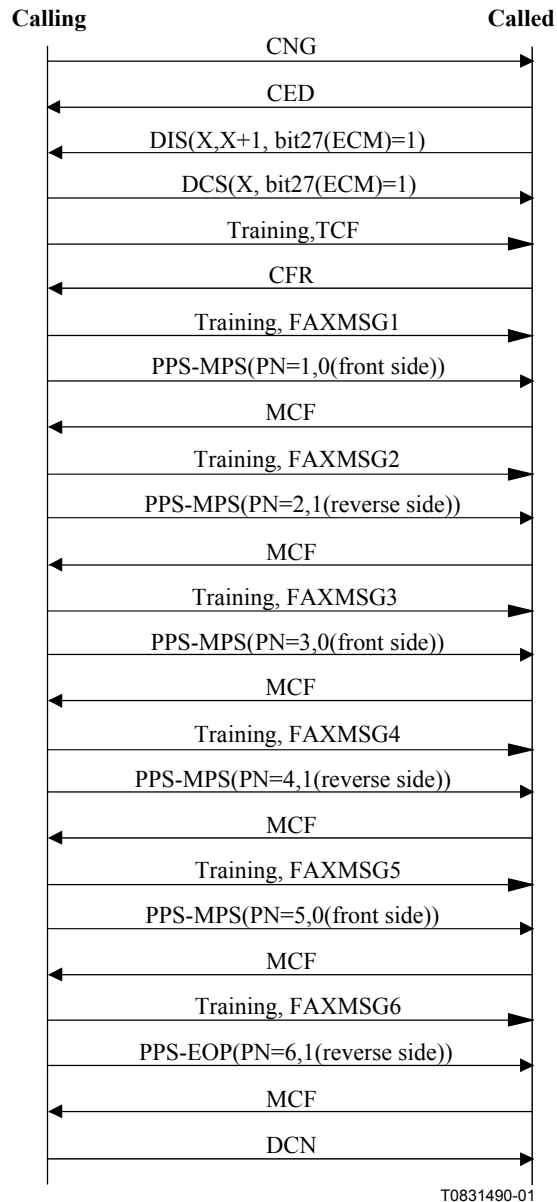 Calling Called
CNG
CED
DIS(X,X+1, bit27(ECM)=1)
DCS(X, bit27(ECM)=1)
Training,TCF
CFR
Training, FAXMSG1
PPS-MPS(PN=1,0(front side))
MCF
Training, FAXMSG2
PPS-MPS(PN=2,1(reverse side))
MCF
Training, FAXMSG3
PPS-MPS(PN=3,0(front side))
MCF
Training, FAXMSG4
PPS-MPS(PN=4,1(reverse side))
MCF
Training, FAXMSG5
PPS-MPS(PN=5,0(front side))
MCF
Training, FAXMSG6
PPS-EOP(PN=6,1(reverse side))
MCF
DCN
T0831490-01